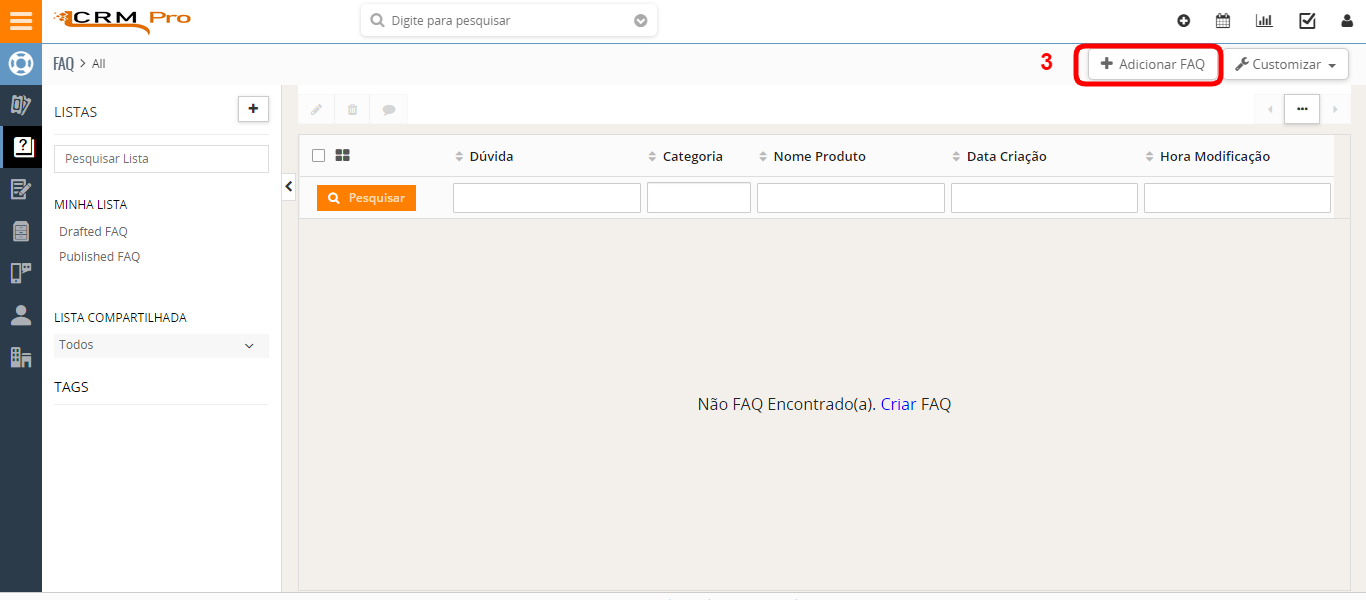 CRM Pro
Digite para pesquisar
FAQ > All
3
Adicionar FAQ
Customizar
LISTAS
+
Pesquisar Lista
MINHA LISTA
Drafted FAQ
Published FAQ
LISTA COMPARTILHADA
Todos
TAGS
...
Dúvida
Categoria
Nome Produto
Data Criação
Hora Modificação
Pesquisar
Não FAQ Encontrado(a). Criar FAQ